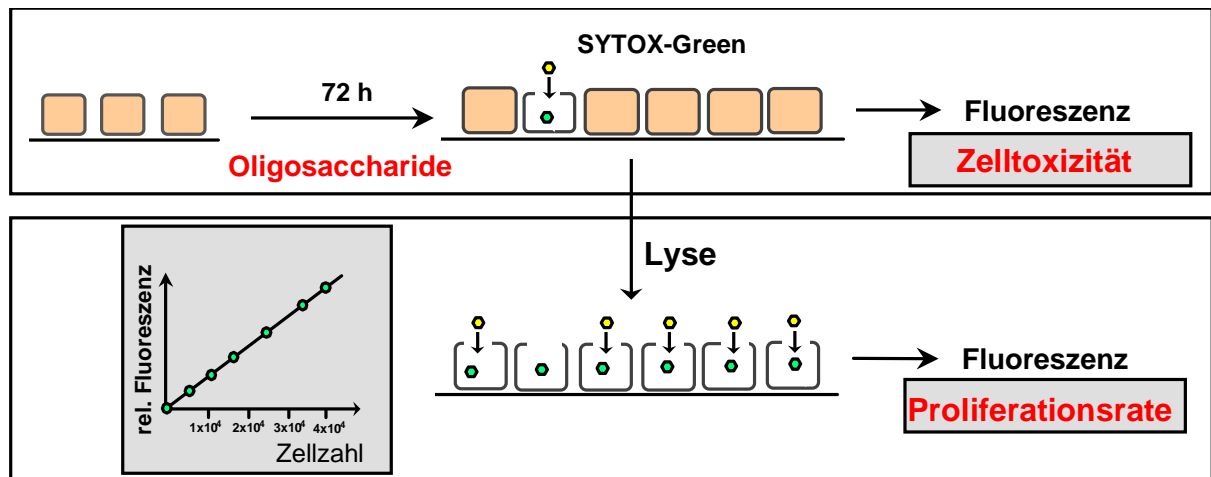 SYTOX-Green
72 h
Oligosaccharide
Fluoreszenz
Zelltoxizität
Lyse
rel. Fluoreszenz
1x10⁴ 2x10⁴ 3x10⁴ 4x10⁴
Zellzahl
Fluoreszenz
Proliferationsrate